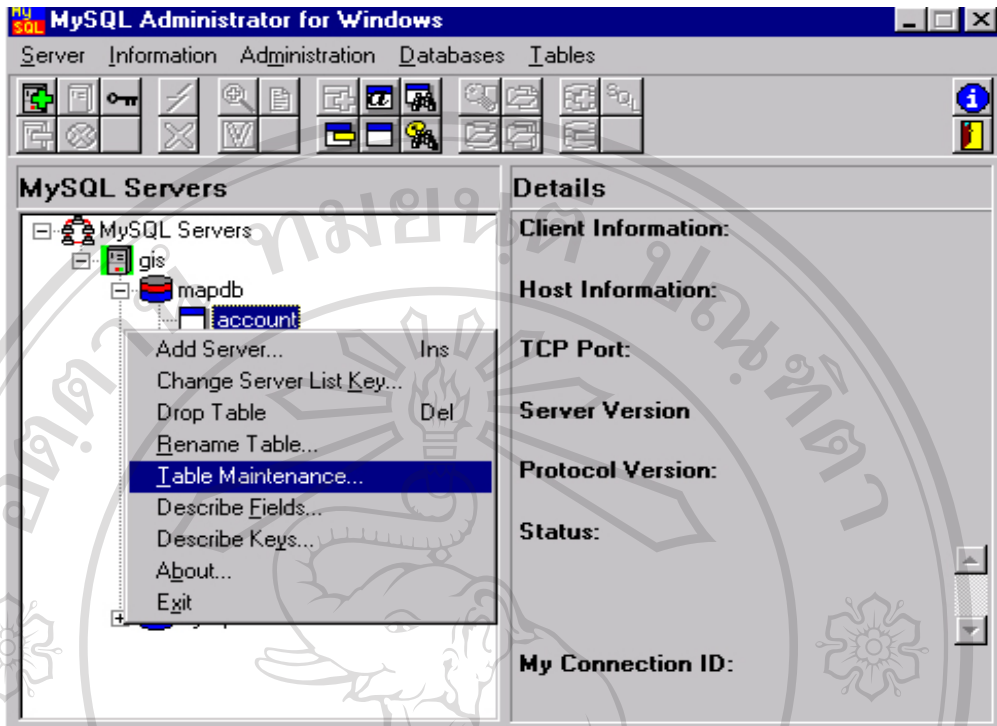 MySQL Administrator for Windows
Server Information Administration Databases Tables
MySQL Servers
MySQL Servers
gis
mapdb
account
Add Server... Ins
Change Server List Key...
Drop Table Del
Rename Table...
Table Maintenance...
Describe Fields...
Describe Keys...
About...
Exit
Details
Client Information:
Host Information:
TCP Port:
Server Version
Protocol Version:
Status:
My Connection ID: